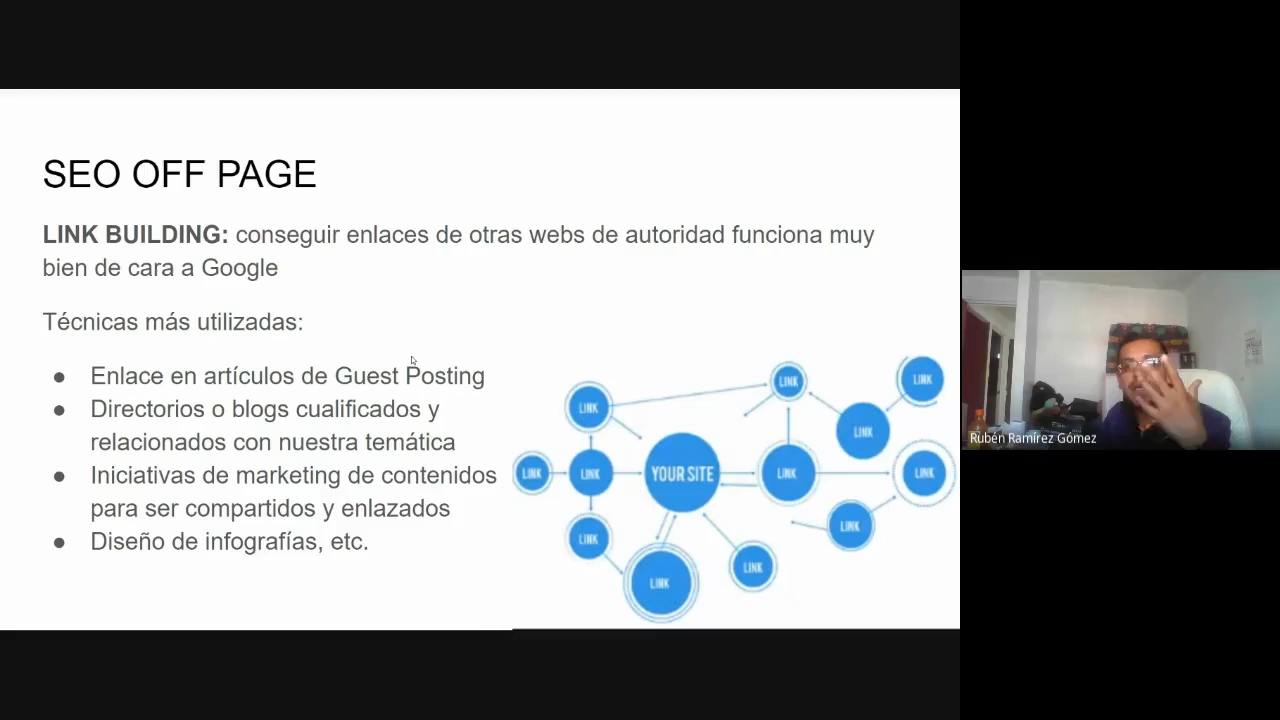 SEO OFF PAGE
LINK BUILDING: conseguir enlaces de otras webs de autoridad funciona muy
bien de cara a Google
Técnicas más utilizadas:
● Enlace en artículos de Guest Posting
● Directorios o blogs cualificados y
relacionados con nuestra temática
● Iniciativas de marketing de contenidos
para ser compartidos y enlazados
● Diseño de infografías, etc.
LINK
LINK
LINK
LINK
LINK
LINK
YOUR SITE
LINK
LINK
LINK
LINK
LINK
LINK
Rubén Ramírez Gómez